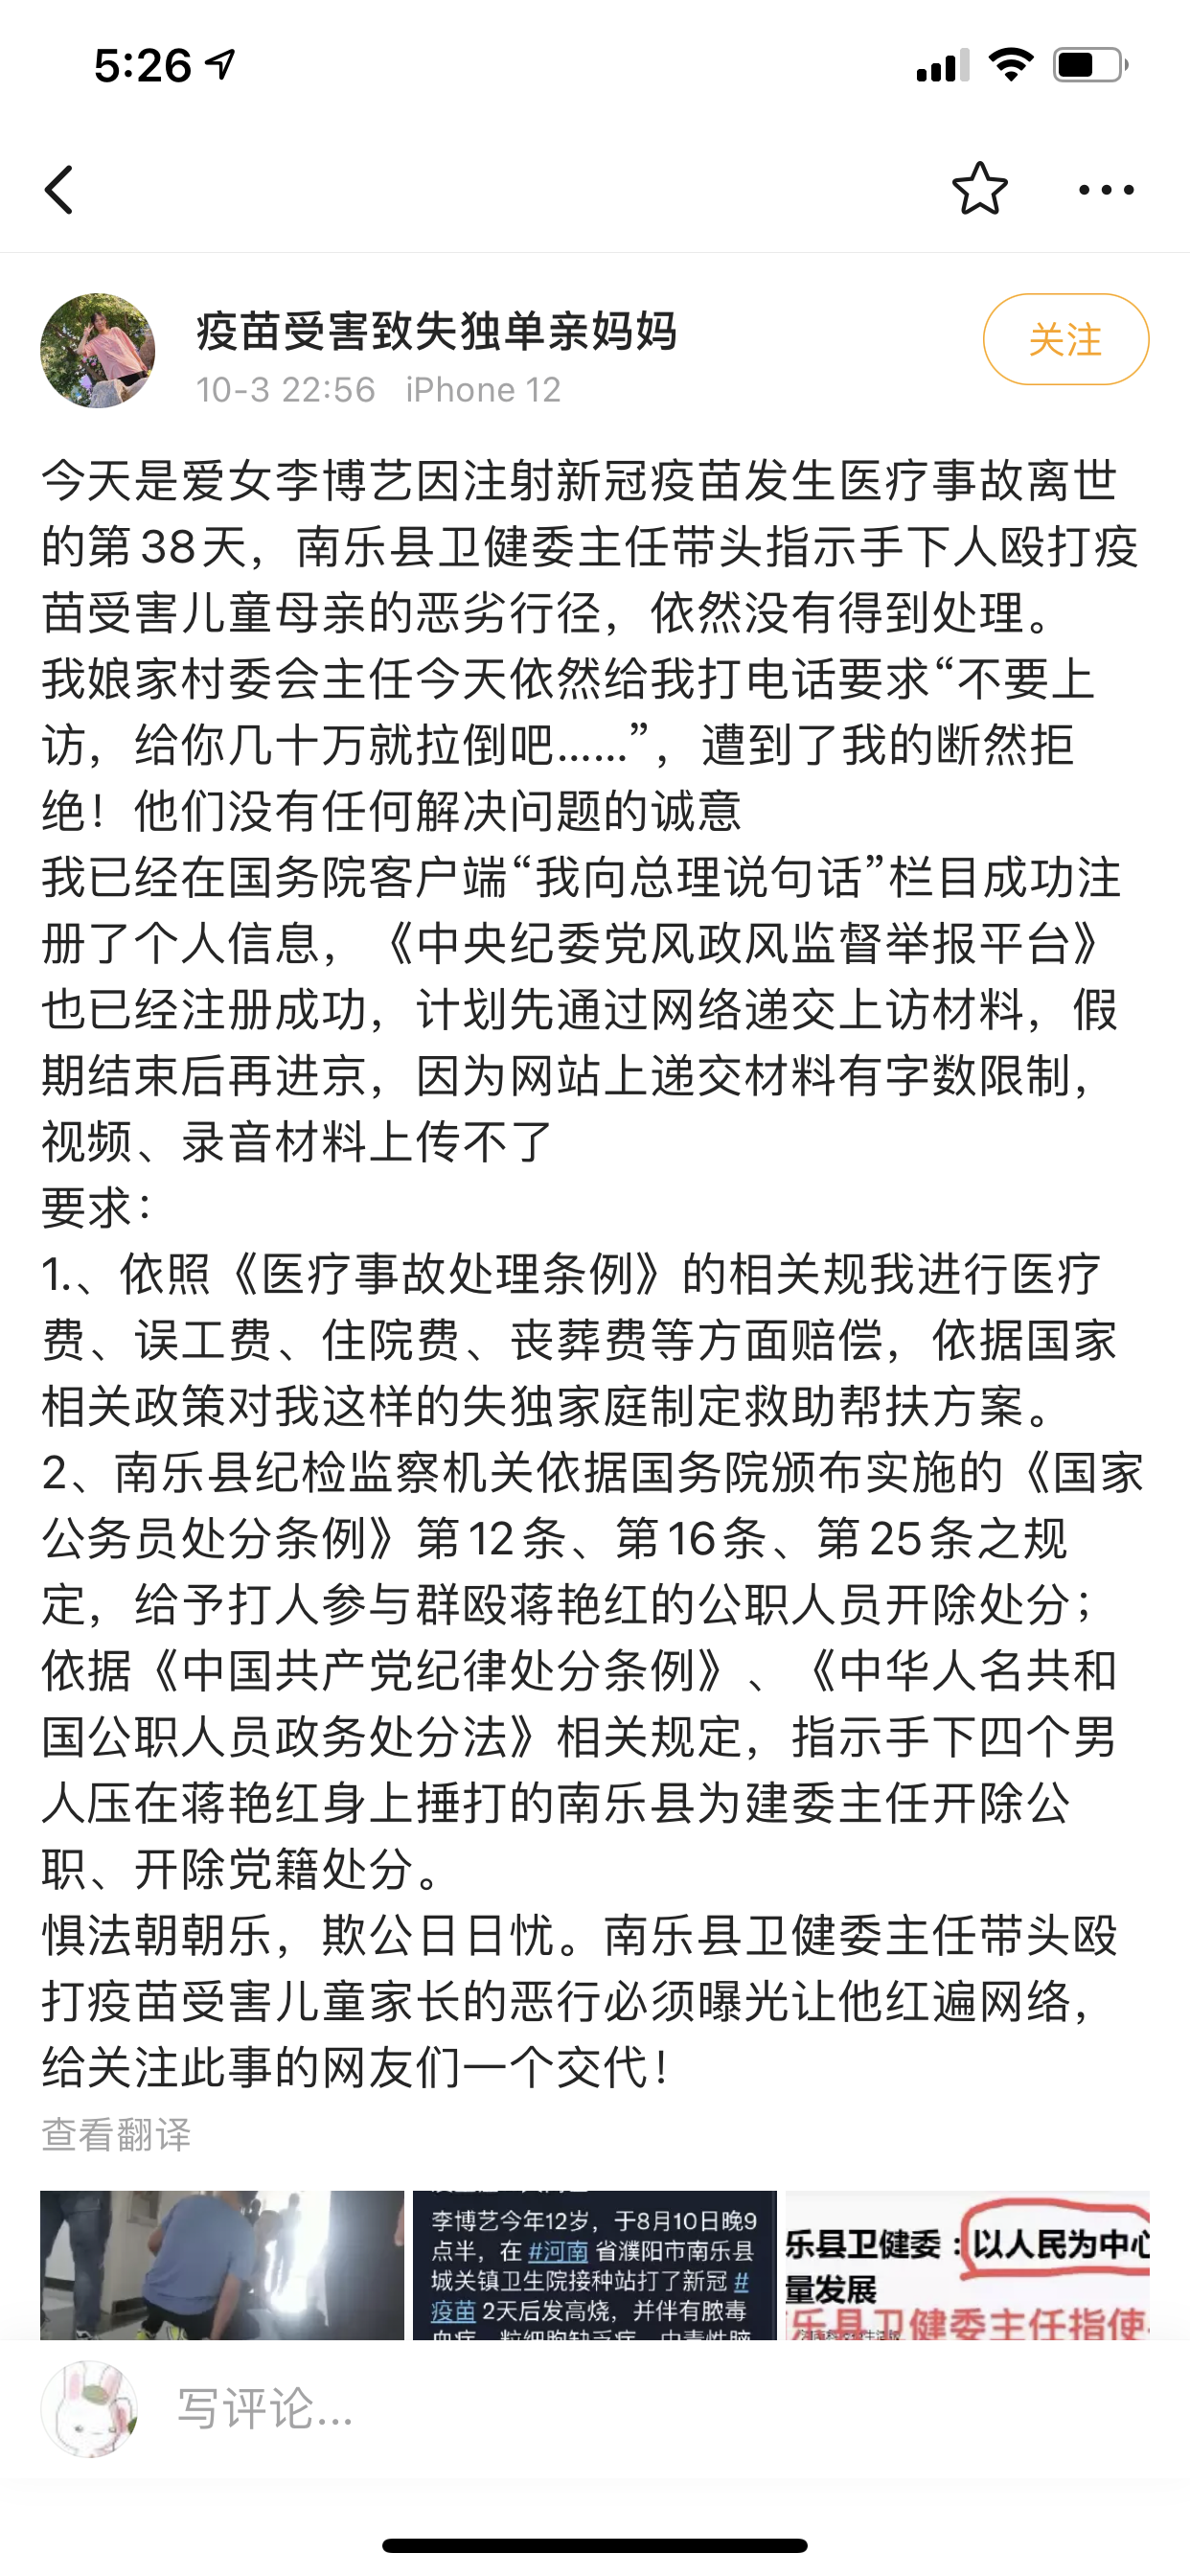 5:26
疫苗受害致失独单亲妈妈
关注
10-3 22:56 iPhone 12
今天是爱女李博艺因注射新冠疫苗发生医疗事故离世
的第38天，南乐县卫健委主任带头指示手下人殴打疫
苗受害儿童母亲的恶劣行径，依然没有得到处理。
我娘家村委会主任今天依然给我打电话要求“不要上
访，给你几十万就拉倒吧……”，遭到了我的断然拒
绝！他们没有任何解决问题的诚意
我已经在国务院客户端“我向总理说句话”栏目成功注
册了个人信息，《中央纪委党风政风监督举报平台》
也已经注册成功，计划先通过网络递交上访材料，假
期结束后再进京，因为网站上递交材料有字数限制，
视频、录音材料上传不了
要求：
1.、依照《医疗事故处理条例》的相关规我进行医疗
费、误工费、住院费、丧葬费等方面赔偿，依据国家
相关政策对我这样的失独家庭制定救助帮扶方案。
2、南乐县纪检监察机关依据国务院颁布实施的《国家
公务员处分条例》第12条、第16条、第25条之规
定，给予打人参与群殴蒋艳红的公职人员开除处分；
依据《中国共产党纪律处分条例》、《中华人名共和
国公职人员政务处分法》相关规定，指示手下四个男
人压在蒋艳红身上捶打的南乐县为建委主任开除公
职、开除党籍处分。
惧法朝朝乐，欺公日日忧。南乐县卫健委主任带头殴
打疫苗受害儿童家长的恶行必须曝光让他红遍网络，
给关注此事的网友们一个交代！
查看翻译
李博艺今年12岁，于8月10日晚9
点半，在 #河南 省濮阳市南乐县
城关镇卫生院接种站打了新冠 #
疫苗 2天后发高烧，并伴有脓毒
血症、粒细胞缺乏症、中毒性脑
乐县卫健委：以人民为中心
量发展
乐县卫健委主任指使
写评论...